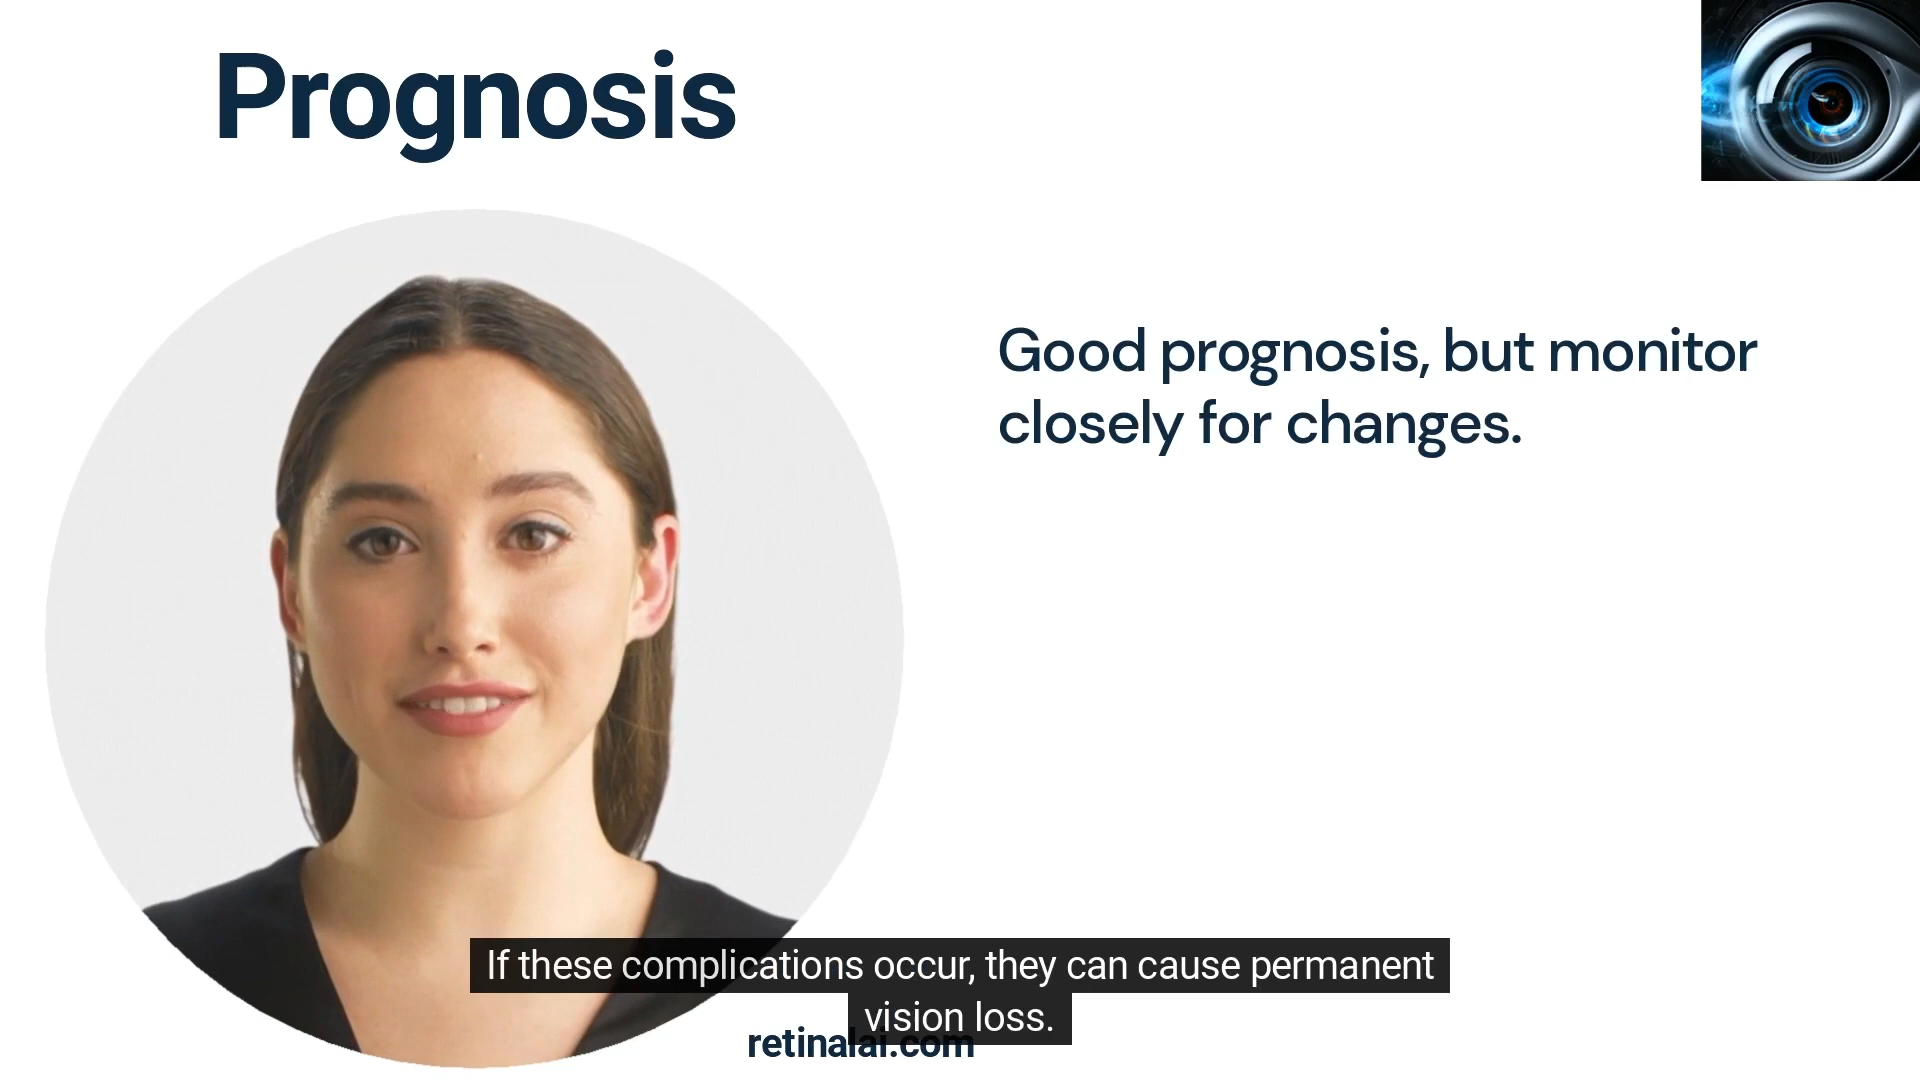 Prognosis
Good prognosis, but monitor
closely for changes.
If these complications occur, they can cause permanent
vision loss.
retinalai.com